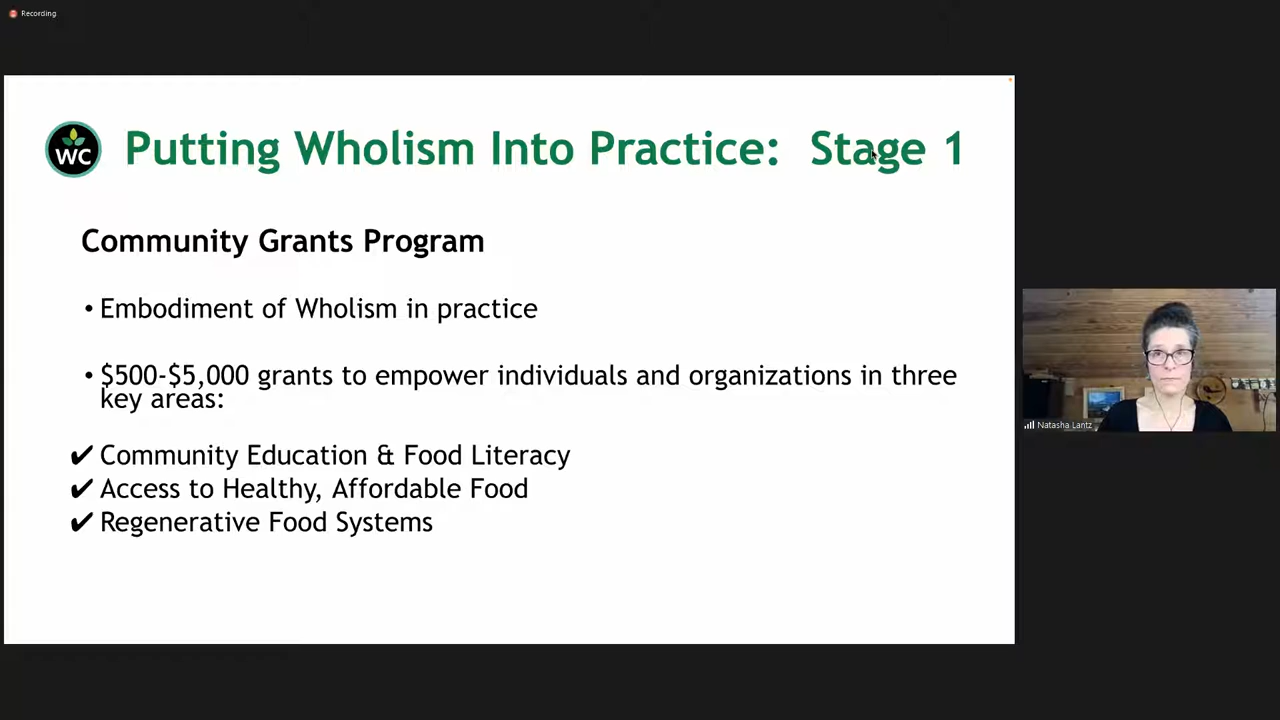 Recording
WC
Putting Wholism Into Practice: Stage 1
Community Grants Program
• Embodiment of Wholism in practice
• $500-$5,000 grants to empower individuals and organizations in three
key areas:
✔ Community Education & Food Literacy
✔ Access to Healthy, Affordable Food
✔ Regenerative Food Systems
Natasha Lantz